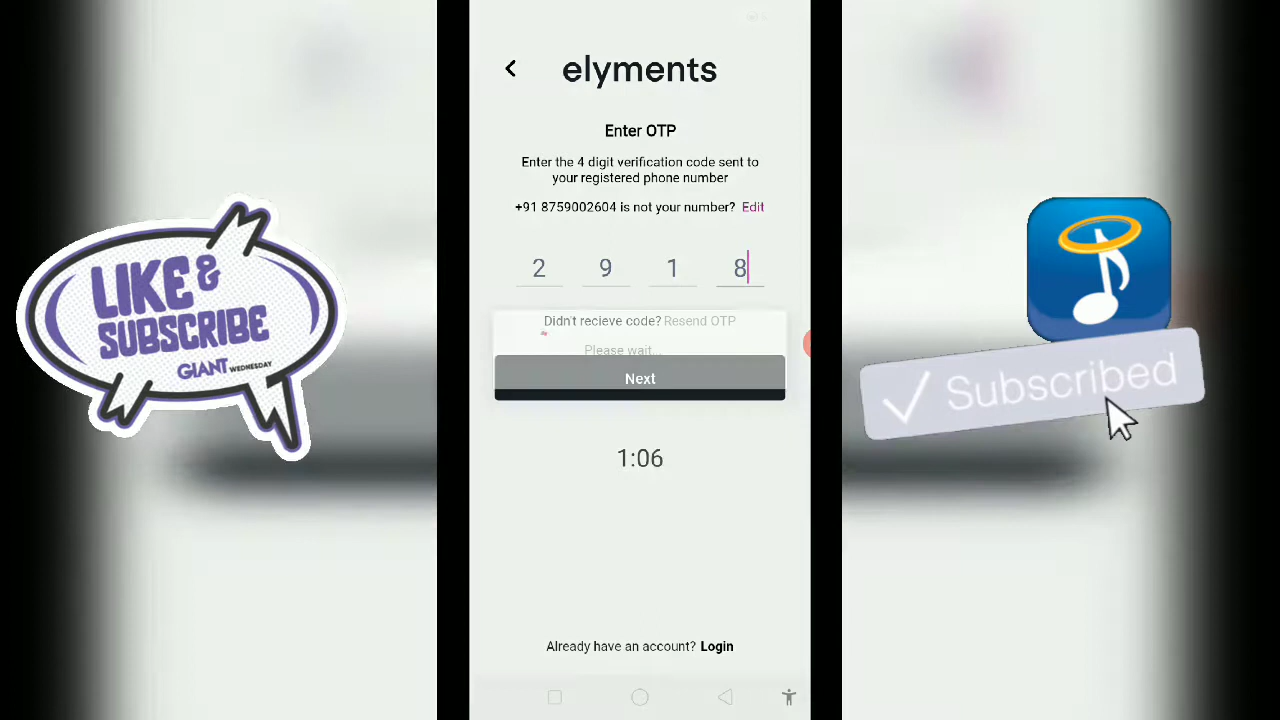 elyments
Enter OTP
Enter the 4 digit verification code sent to
your registered phone number
+91 8759002604 is not your number? Edit
2 9 1 8
Didn't recieve code? Resend OTP
Please wait...
Next
1:06
Already have an account? Login
LIKE &
SUBSCRIBE
GIANT WEDNESDAY
Subscribed